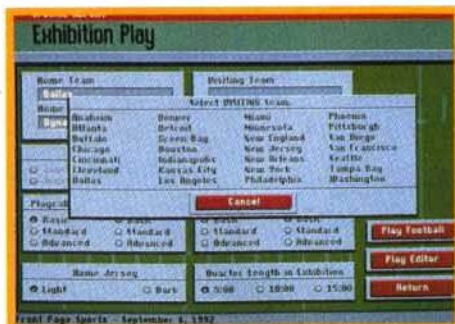 Exhibition Play
Home Team
Visiting Team
Dallas
Home
Select VISITING team.
Anaheim Denver Miami Phoenix
Atlanta Detroit Minnesota Pittsburgh
Buffalo Green Bay New England San Diego
Chicago Houston New Jersey San Francisco
Cincinnati Indianapolis New Orleans Seattle
Cleveland Kansas City New York Tampa Bay
Dallas Los Angeles Philadelphia Washington
Cancel
Basic Basic
Standard Standard Standard Standard
Advanced Advanced Advanced Advanced
Play Football
Play Editor
Return
Home Jersey
Light Dark
Quarter Length in Exhibition
5:00 10:00 15:00
Front Page Sports - September 6, 1992